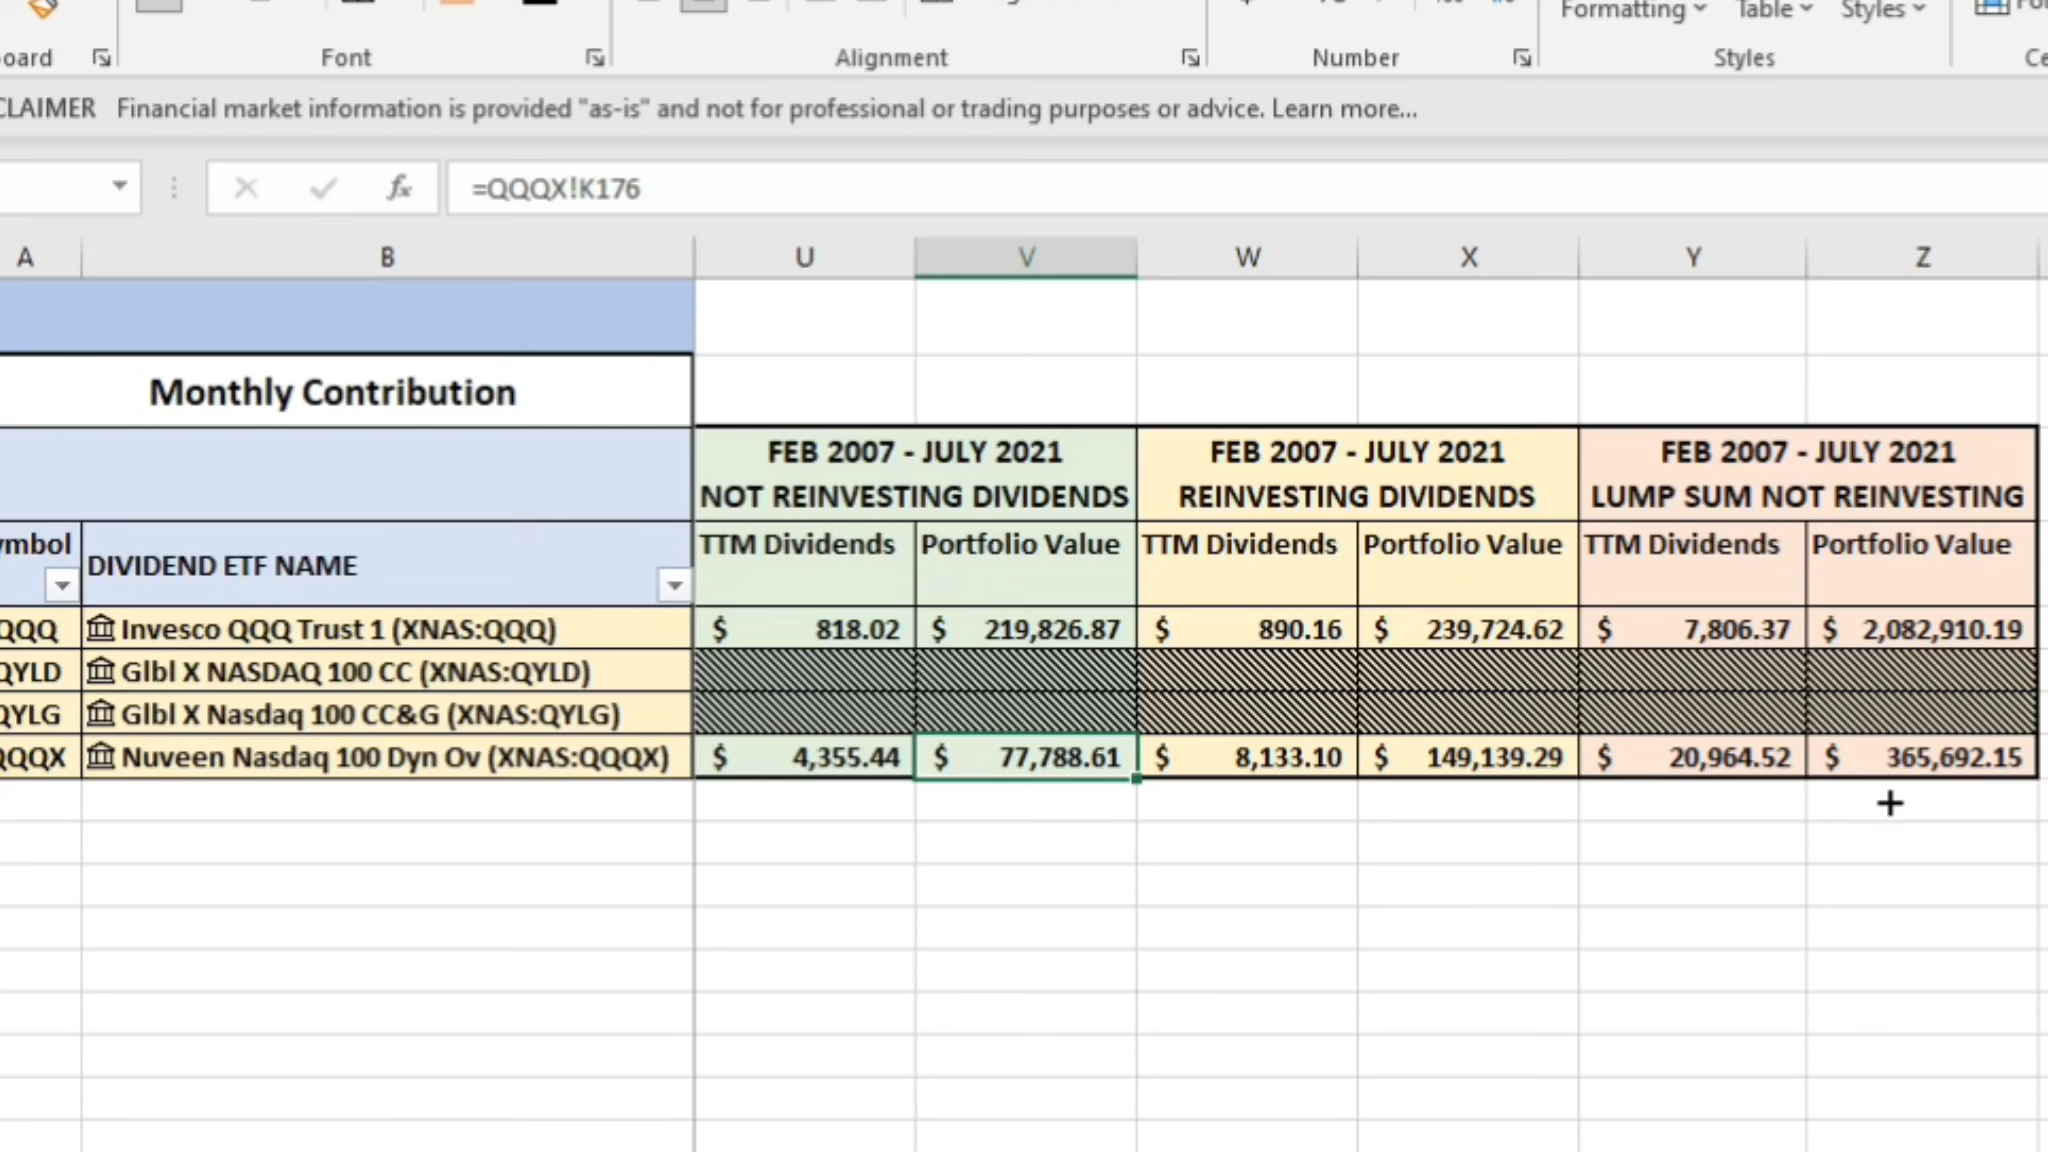 Formatting Table Styles
oard Font Alignment Number Styles Ce
CLAIMER Financial market information is provided "as-is" and not for professional or trading purposes or advice. Learn more...
fx =QQQX!K176
A B U V W X Y Z
Monthly Contribution
FEB 2007 - JULY 2021 FEB 2007 - JULY 2021 FEB 2007 - JULY 2021
NOT REINVESTING DIVIDENDS REINVESTING DIVIDENDS LUMP SUM NOT REINVESTING
ymbol DIVIDEND ETF NAME TTM Dividends Portfolio Value TTM Dividends Portfolio Value TTM Dividends Portfolio Value
QQQ Invesco QQQ Trust 1 (XNAS:QQQ) $ 818.02 $ 219,826.87 $ 890.16 $ 239,724.62 $ 7,806.37 $ 2,082,910.19
QYLD Glbl X NASDAQ 100 CC (XNAS:QYLD)
QYLG Glbl X Nasdaq 100 CC&G (XNAS:QYLG)
QQQX Nuveen Nasdaq 100 Dyn Ov (XNAS:QQQX) $ 4,355.44 $ 77,788.61 $ 8,133.10 $ 149,139.29 $ 20,964.52 $ 365,692.15